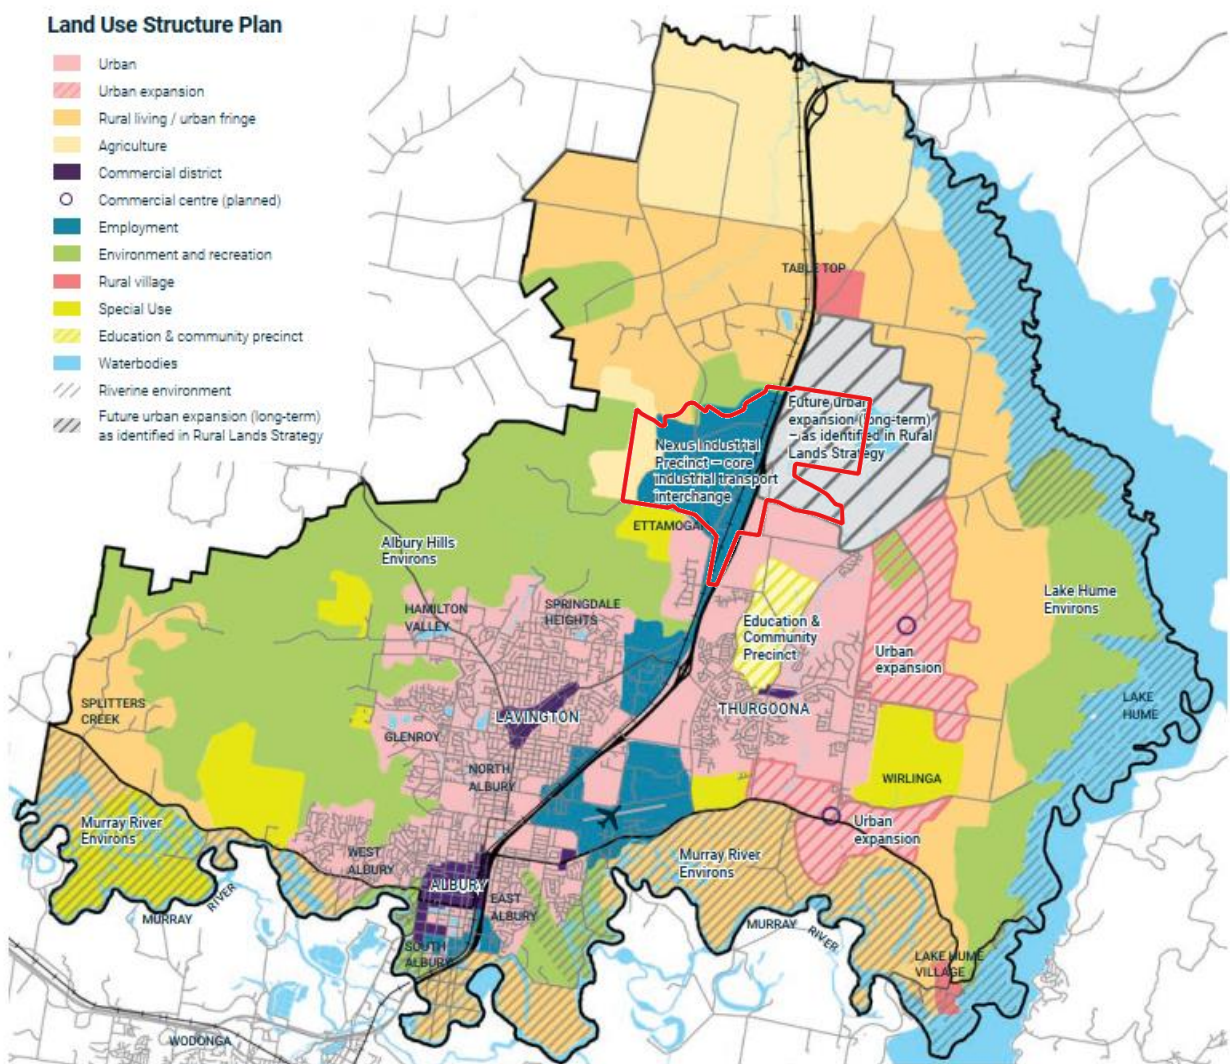 Land Use Structure Plan
Urban
Urban expansion
Rural living / urban fringe
Agriculture
Commercial district
Commercial centre (planned)
Employment
Environment and recreation
Rural village
Special Use
Education & community precinct
Waterbodies
Riverine environment
Future urban expansion (long-term)
as identified in Rural Lands Strategy
TABLE TOP
Future urban
expansion (long-term)
– as identified in Rural
Lands Strategy
Nexus Industrial
Precinct – core
industrial transport
interchange
ETTAMOGAH
Albury Hills
Environs
HAMILTON
VALLEY
SPRINGDALE
HEIGHTS
Education &
Community
Precinct
Lake Hume
Environs
Urban
expansion
SPLITTERS
CREEK
LAVINGTON
THURGOONA
LAKE
HUME
GLENROY
NORTH
ALBURY
WIRLINGA
Murray River
Environs
WEST
ALBURY
Urban
expansion
Murray River
Environs
ALBURY
EAST
ALBURY
MURRAY
RIVER
MURRAY
RIVER
SOUTH
ALBURY
LAKE HUME
VILLAGE
WODONGA